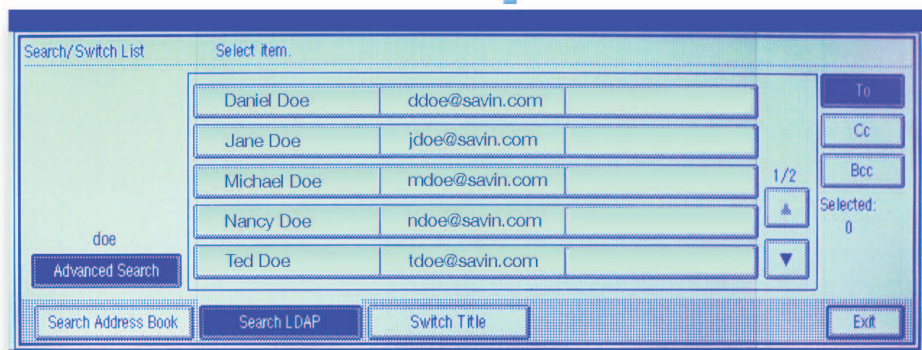 Search/Switch List Select item.
Daniel Doe ddoe@savin.com To
Jane Doe jdoe@savin.com Cc
Michael Doe mdoe@savin.com 1/2 Bcc
Nancy Doe ndoe@savin.com Selected:
0
doe
Ted Doe tdoe@savin.com
Advanced Search
Search Address Book Search LDAP Switch Title Exit